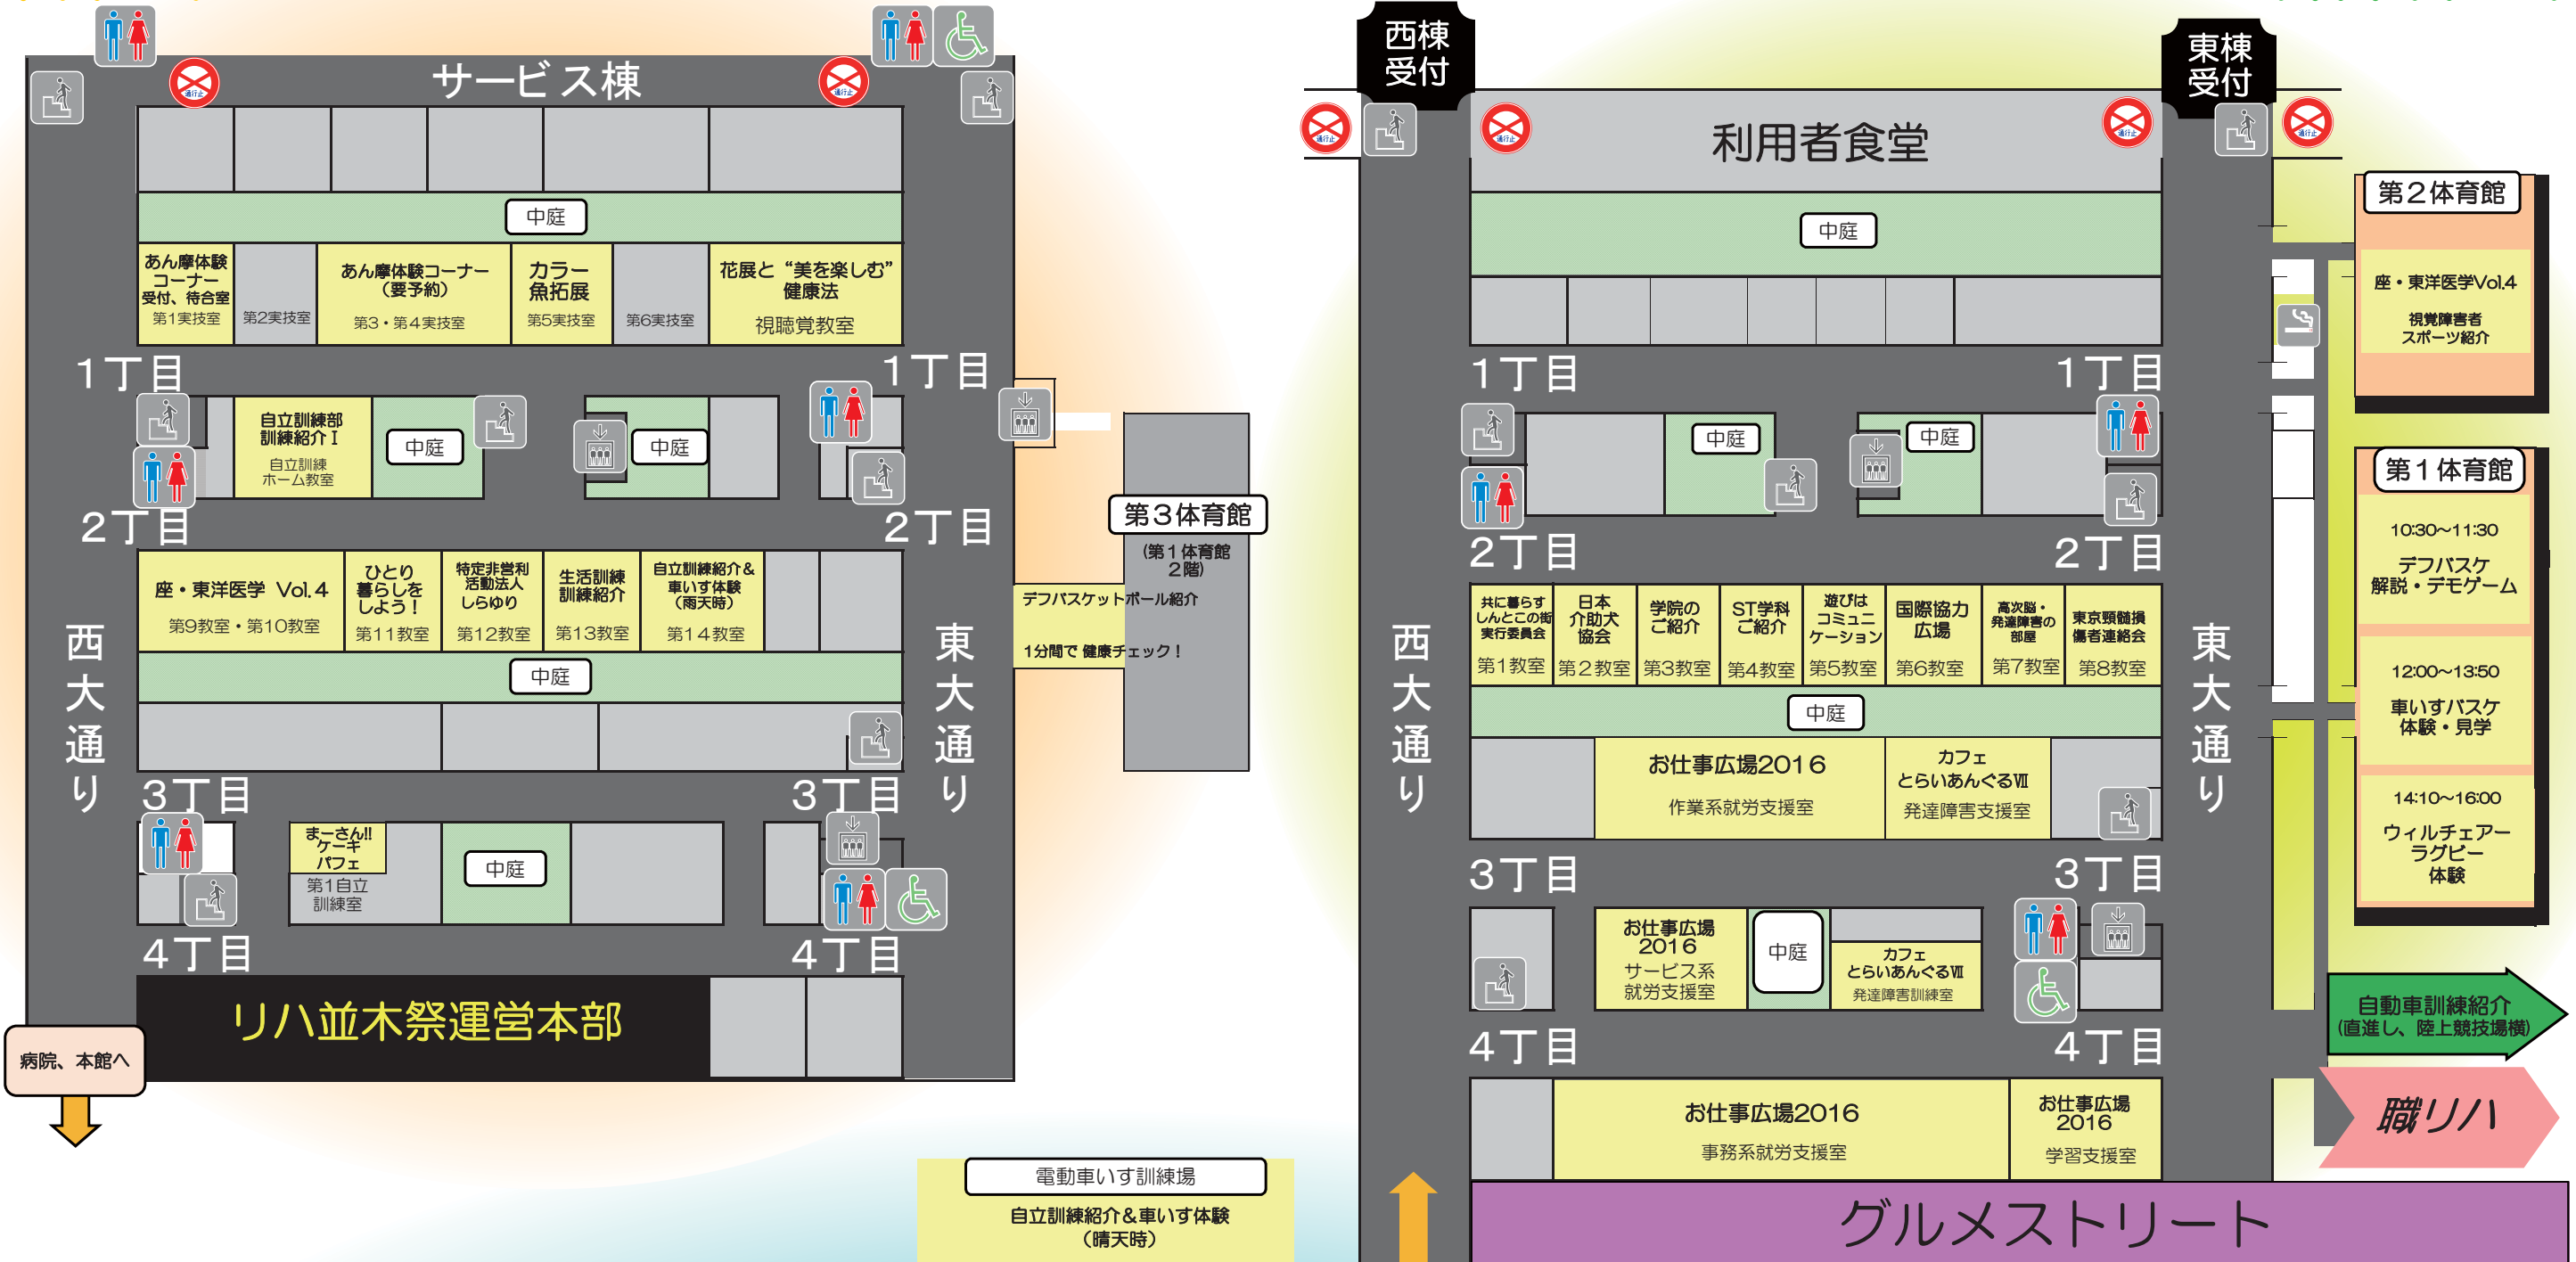 サービス棟
通行止
通行止
中庭
あん摩体験
コーナー
受付、待合室
第1実技室
第2実技室
あん摩体験コーナー
（要予約）
第3・第4実技室
カラー
魚拓展
第5実技室
第6実技室
花展と“美を楽しむ”
健康法
視聴覚教室
1丁目
1丁目
自立訓練部
訓練紹介Ⅰ
自立訓練
ホーム教室
中庭
中庭
2丁目
2丁目
座・東洋医学 Vol.4
第9教室・第10教室
ひとり
暮らしを
しよう！
第11教室
特定非営利
活動法人
しらゆり
第12教室
生活訓練
訓練紹介
第13教室
自立訓練紹介＆
車いす体験
（雨天時）
第14教室
中庭
西大通り
東大通り
3丁目
3丁目
まーさん!!
ケーキ
パフェ
第1自立
訓練室
中庭
4丁目
4丁目
リハ並木祭運営本部
病院、本館へ
第3体育館
(第1体育館
2階)
デフバスケットボール紹介
1分間で 健康チェック！
電動車いす訓練場
自立訓練紹介＆車いす体験
（晴天時）
西棟
受付
東棟
受付
通行止
通行止
通行止
通行止
利用者食堂
中庭
1丁目
1丁目
中庭
中庭
2丁目
2丁目
共に暮らす
しんとこの街
実行委員会
第1教室
日本
介助犬
協会
第2教室
学院の
ご紹介
第3教室
ST学科
ご紹介
第4教室
遊びは
コミュニ
ケーション
第5教室
国際協力
広場
第6教室
高次脳・
発達障害の
部屋
第7教室
東京頸髄損
傷者連絡会
第8教室
中庭
西大通り
東大通り
お仕事広場2016
作業系就労支援室
カフェ
とらいあんぐるⅦ
発達障害支援室
3丁目
3丁目
お仕事広場
2016
サービス系
就労支援室
中庭
カフェ
とらいあんぐるⅦ
発達障害訓練室
4丁目
4丁目
お仕事広場2016
事務系就労支援室
お仕事広場
2016
学習支援室
グルメストリート
第2体育館
座・東洋医学Vol.4
視覚障害者
スポーツ紹介
第1体育館
10:30～11:30
デフバスケ
解説・デモゲーム
12:00～13:50
車いすバスケ
体験・見学
14:10～16:00
ウィルチェアー
ラグビー
体験
自動車訓練紹介
(直進し、陸上競技場横)
職リハ